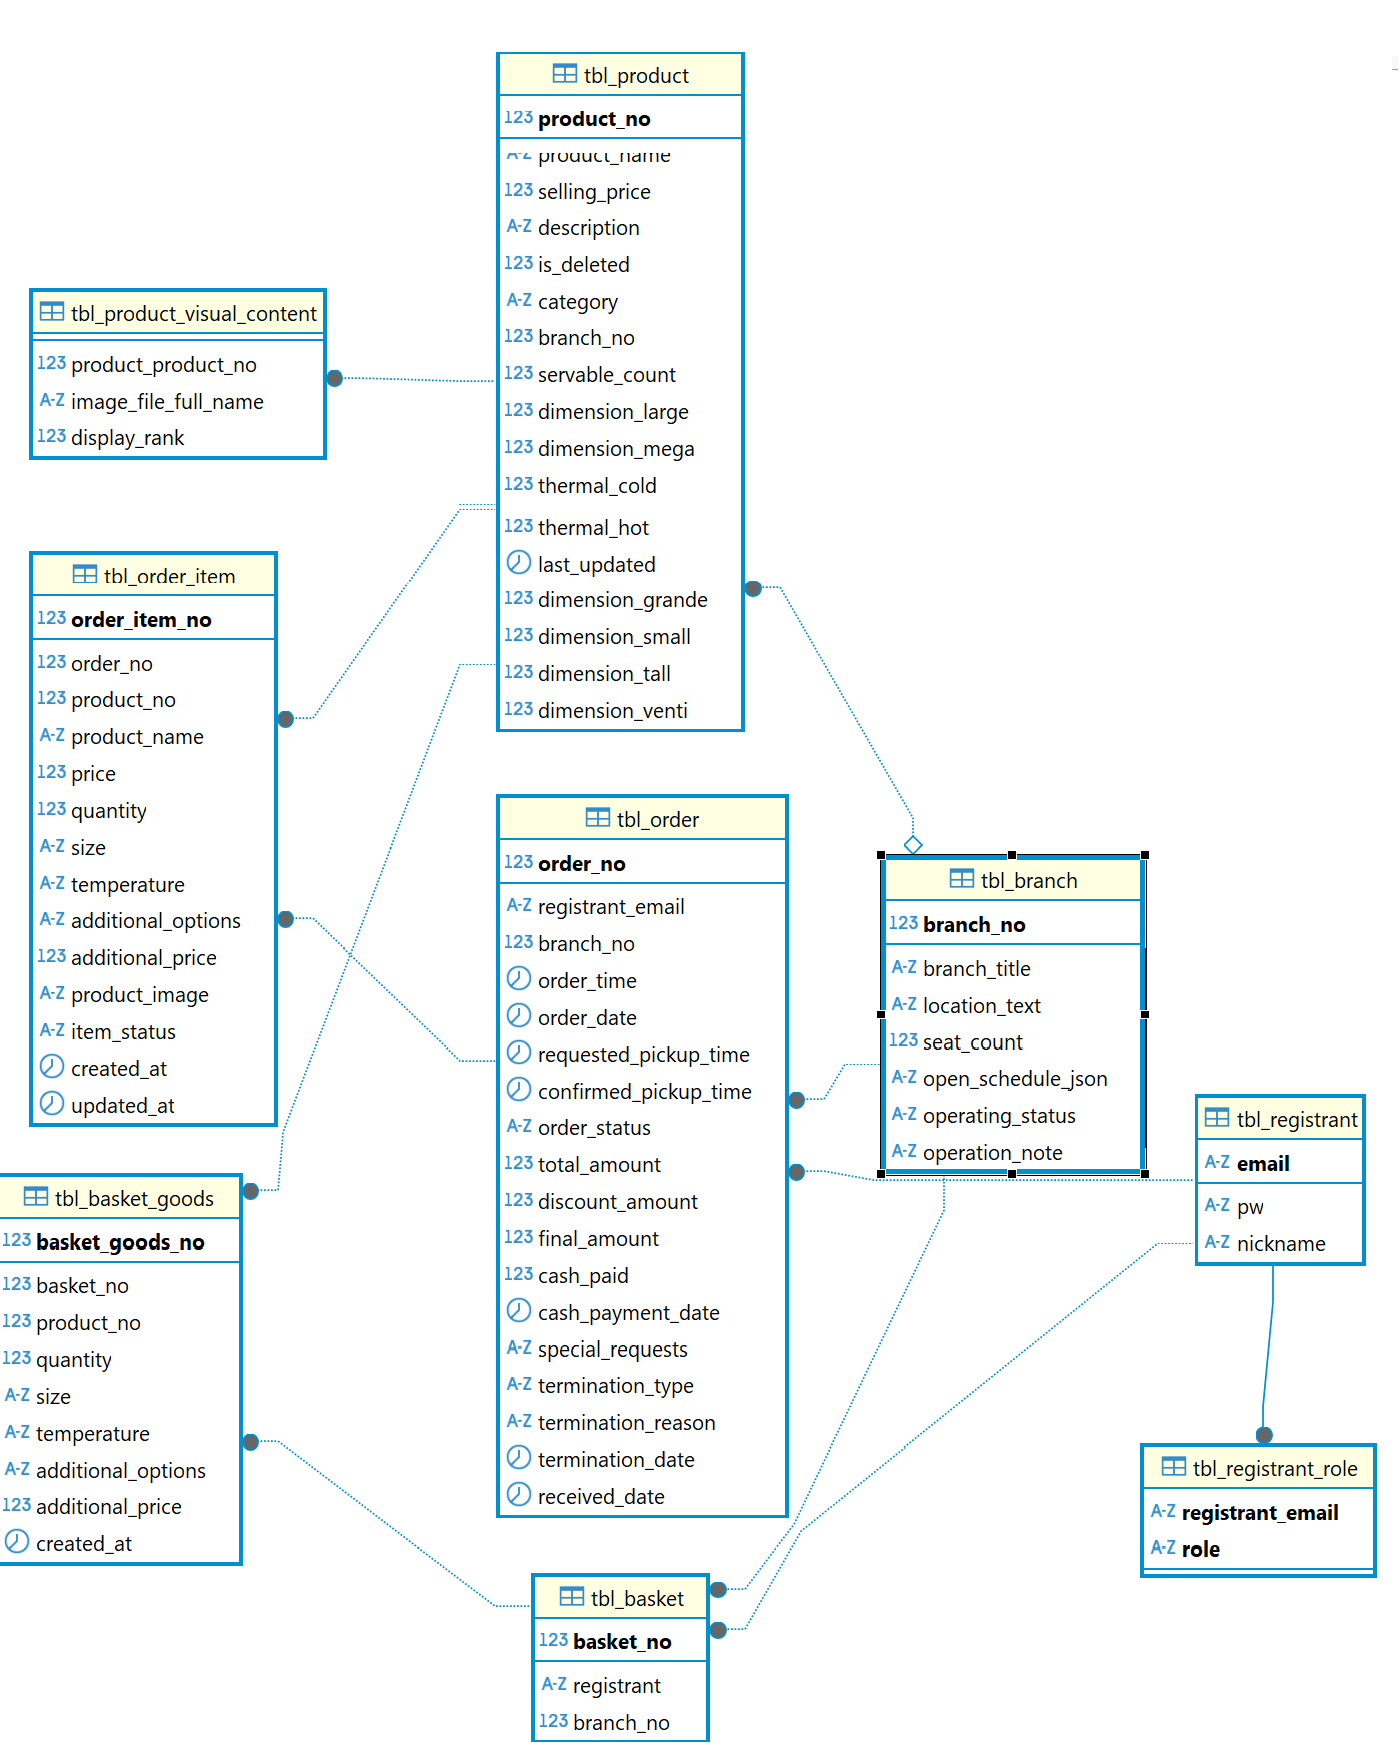 tbl_product
123 product_no
A-Z product_name
123 selling_price
A-Z description
123 is_deleted
A-Z category
123 branch_no
123 servable_count
123 dimension_large
123 dimension_mega
123 thermal_cold
123 thermal_hot
last_updated
123 dimension_grande
123 dimension_small
123 dimension_tall
123 dimension_venti
tbl_product_visual_content
123 product_product_no
A-Z image_file_full_name
123 display_rank
tbl_order_item
123 order_item_no
123 order_no
123 product_no
A-Z product_name
123 price
123 quantity
A-Z size
A-Z temperature
A-Z additional_options
123 additional_price
A-Z product_image
A-Z item_status
created_at
updated_at
tbl_order
123 order_no
A-Z registrant_email
123 branch_no
order_time
order_date
requested_pickup_time
confirmed_pickup_time
A-Z order_status
123 total_amount
123 discount_amount
123 final_amount
123 cash_paid
cash_payment_date
A-Z special_requests
A-Z termination_type
A-Z termination_reason
termination_date
received_date
tbl_branch
123 branch_no
A-Z branch_title
A-Z location_text
123 seat_count
A-Z open_schedule_json
A-Z operating_status
A-Z operation_note
tbl_registrant
A-Z email
A-Z pw
A-Z nickname
tbl_basket_goods
123 basket_goods_no
123 basket_no
123 product_no
123 quantity
A-Z size
A-Z temperature
A-Z additional_options
123 additional_price
created_at
tbl_registrant_role
A-Z registrant_email
A-Z role
tbl_basket
123 basket_no
A-Z registrant
123 branch_no